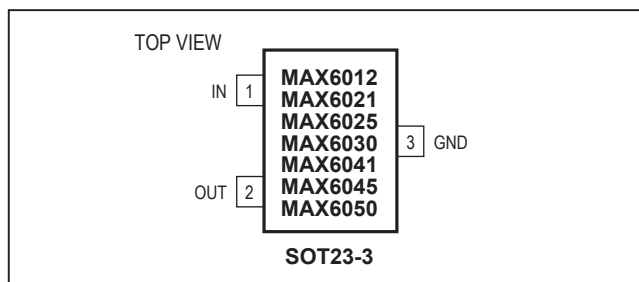 TOP VIEW
IN 1
MAX6012
MAX6021
MAX6025
MAX6030
3 GND
MAX6041
OUT 2
MAX6045
MAX6050
SOT23-3